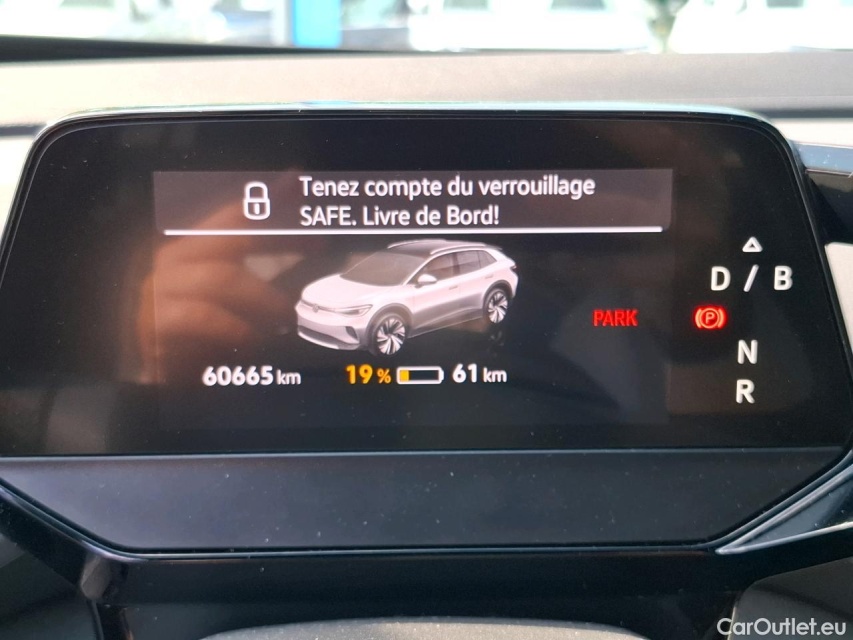 Tenez compte du verrouillage
SAFE. Livre de Bord!
D / B
PARK
P
N
R
60665 km
19 %
61 km
CarOutlet.eu